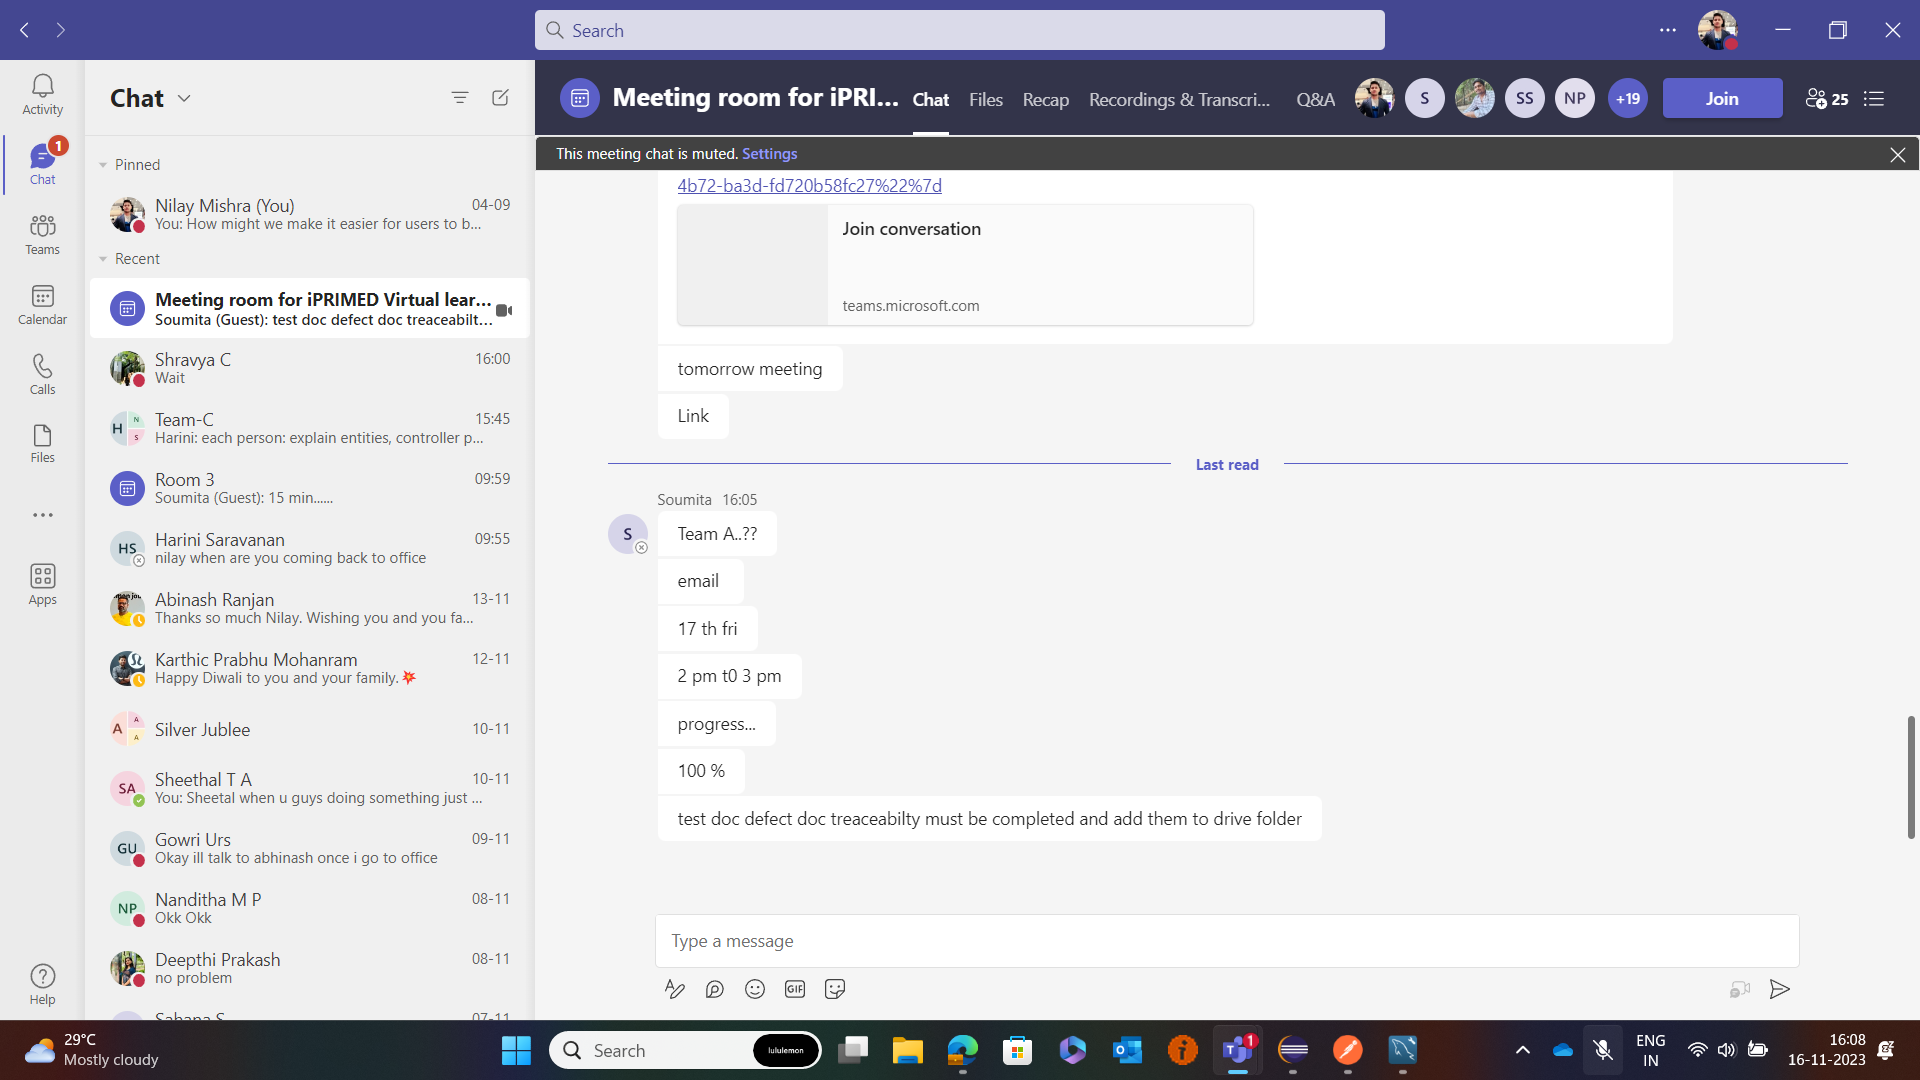 Search
Activity
Chat
1
Teams
Calendar
Calls
Files
Apps
Help
Chat
Pinned
Nilay Mishra (You)
04-09
You: How might we make it easier for users to b...
Recent
Meeting room for iPRIMED Virtual lear...
Soumita (Guest): test doc defect doc treaceabilt...
Shravya C
16:00
Wait
H
N
S
Team-C
15:45
Harini: each person: explain entities, controller p...
Room 3
09:59
Soumita (Guest): 15 min......
HS
Harini Saravanan
09:55
nilay when are you coming back to office
Abinash Ranjan
13-11
Thanks so much Nilay. Wishing you and you fa...
Karthic Prabhu Mohanram
12-11
Happy Diwali to you and your family.
A
A
A
Silver Jublee
10-11
SA
Sheethal T A
10-11
You: Sheetal when u guys doing something just ...
GU
Gowri Urs
09-11
Okay ill talk to abhinash once i go to office
NP
Nanditha M P
08-11
Okk Okk
Deepthi Prakash
08-11
no problem
Sahana S
07-11
Meeting room for iPRI...
Chat
Files
Recap
Recordings & Transcri...
Q&A
S
SS
NP
+19
Join
25
This meeting chat is muted. Settings
4b72-ba3d-fd720b58fc27%22%7d
Join conversation
teams.microsoft.com
tomorrow meeting
Link
Last read
Soumita 16:05
S
Team A..??
email
17 th fri
2 pm t0 3 pm
progress...
100 %
test doc defect doc treaceabilty must be completed and add them to drive folder
Type a message
GIF
29°C
Mostly cloudy
Search
lululemon
1
ENG
IN
16:08
16-11-2023